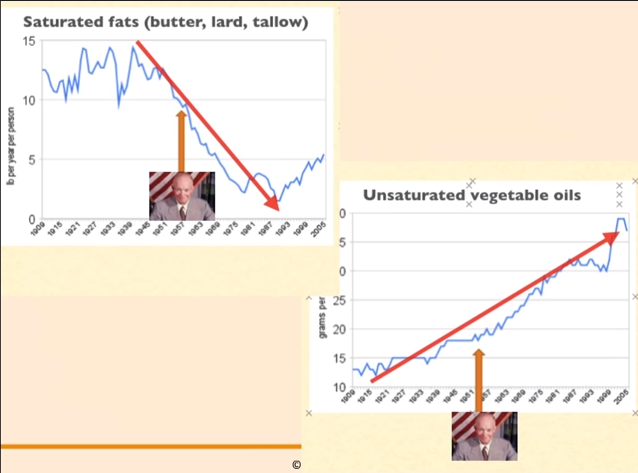 Saturated fats (butter, lard, tallow)
15
10
5
0
lb per year per person
1909 1915 1921 1927 1933 1939 1945 1951 1957 1963 1969 1975 1981 1987 1993 1999 2005
Unsaturated vegetable oils
0
5
0
25
20
15
10
grams per
1909 1915 1921 1927 1933 1939 1945 1951 1957 1963 1969 1975 1981 1987 1993 1999 2005
©